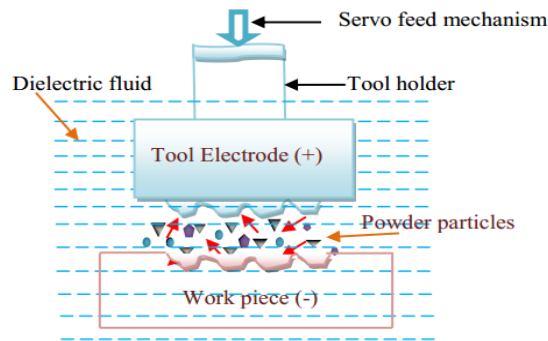 Servo feed mechanism
Tool holder
Dielectric fluid
Tool Electrode (+)
Powder particles
Work piece (-)